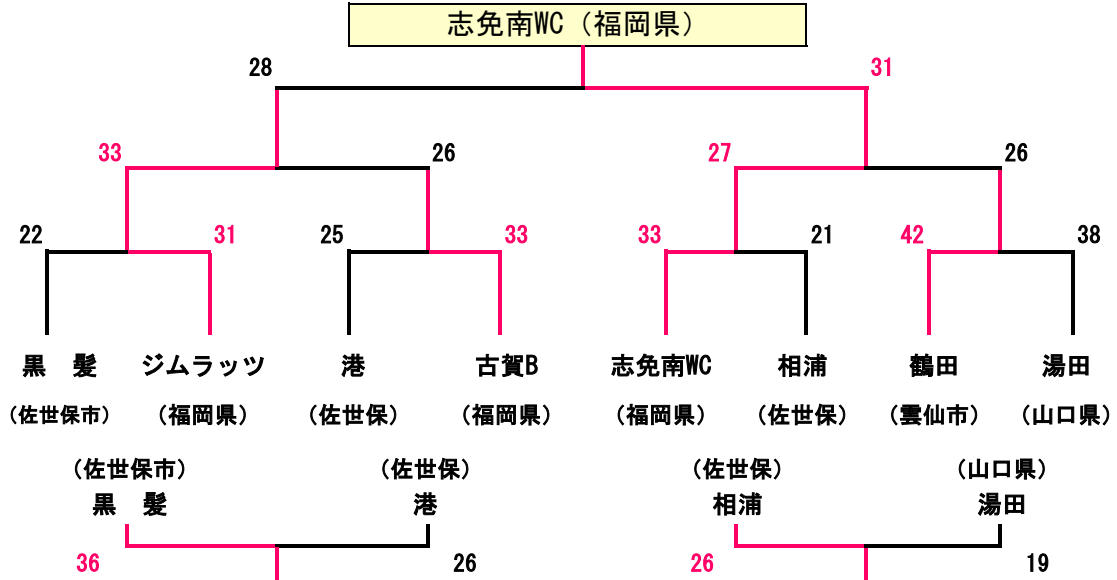 志免南WC（福岡県）
28 31
33 26 27 26
22 31 25 33 33 21 42 38
黒　髪 ジムラッツ 港 古賀B 志免南WC 相浦 鶴田 湯田
（佐世保市） （福岡県） （佐世保） （福岡県） （福岡県） （佐世保） （雲仙市） （山口県）
（佐世保市） （佐世保） （佐世保） （山口県）
黒　髪 港 相浦 湯田
36 26 26 19